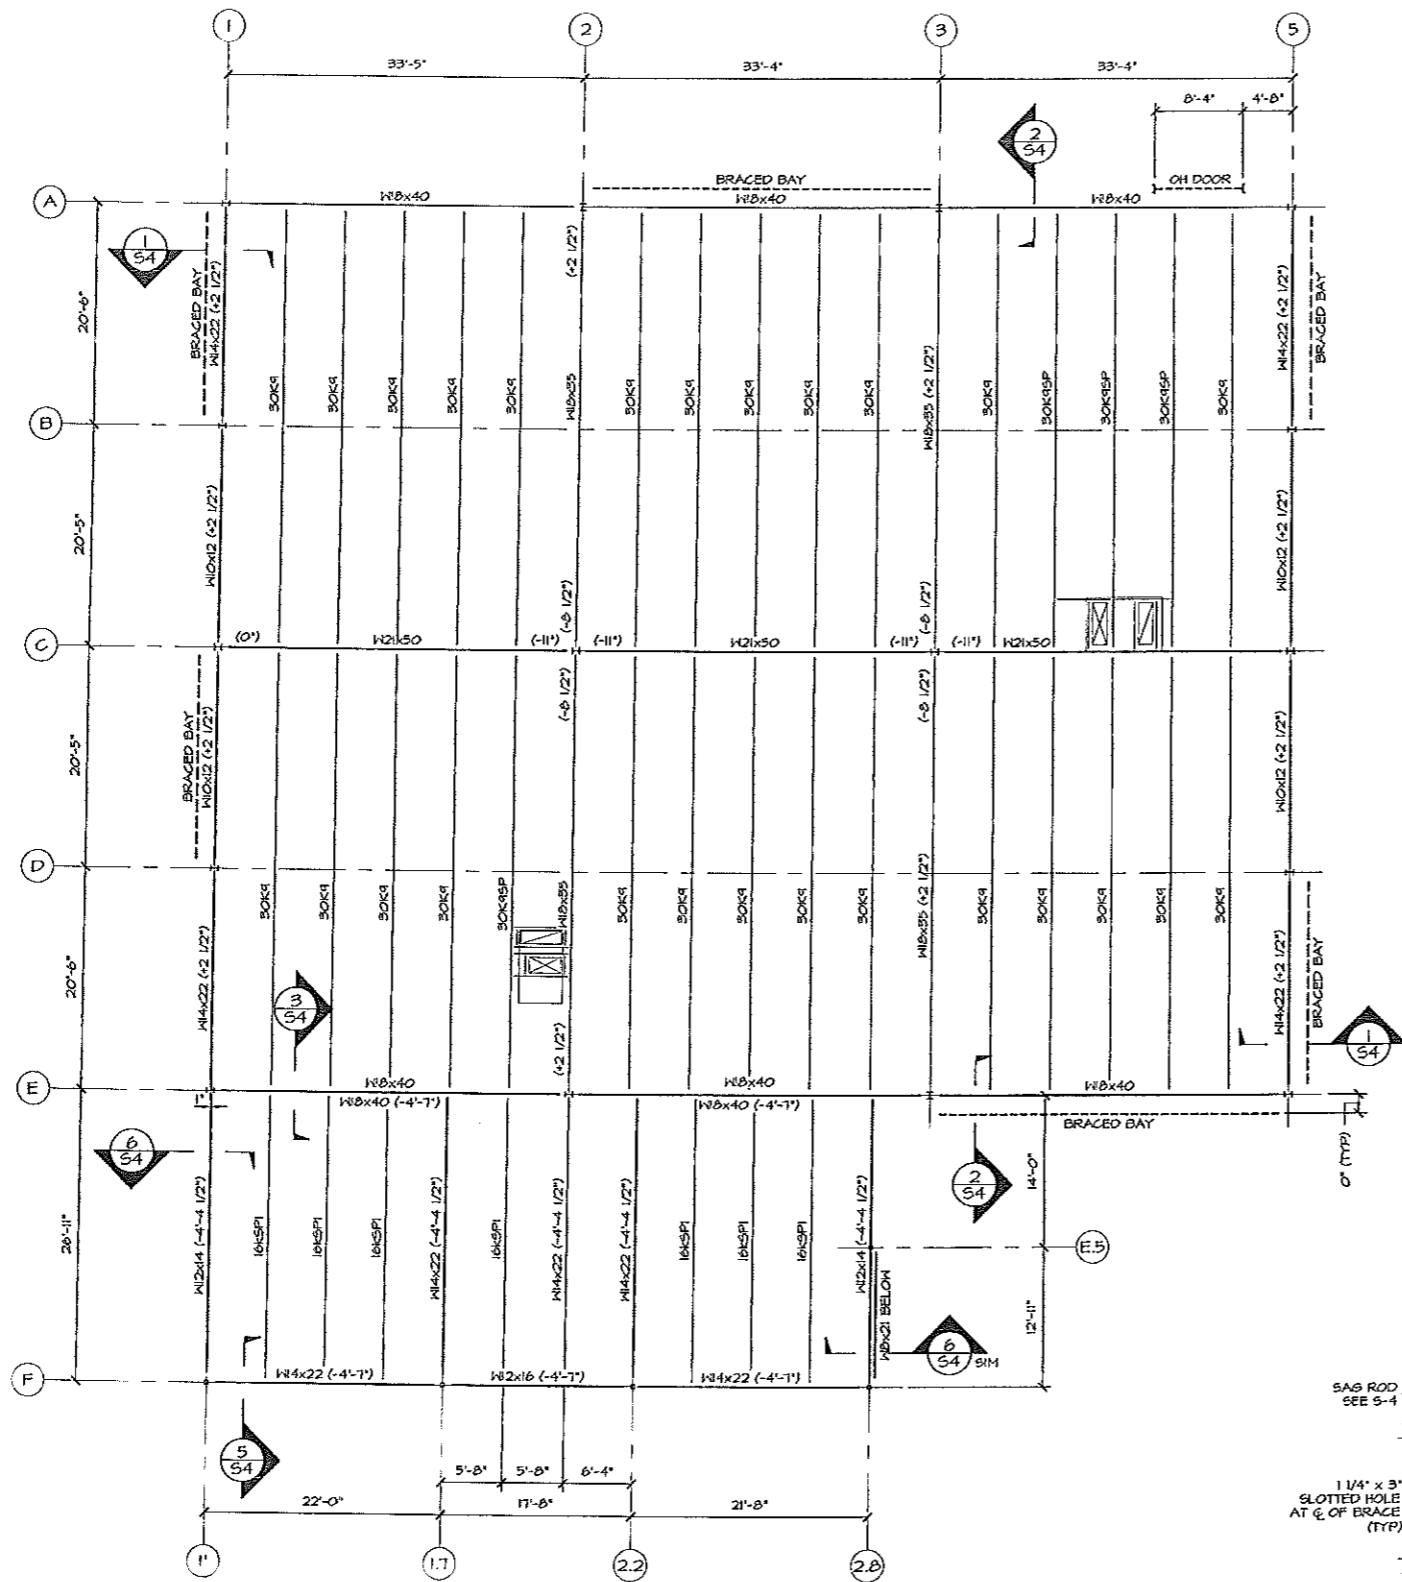 1
2
3
5
33'-5"
33'-4"
33'-4"
8'-4"
4'-8"
2
S4
BRACED BAY
OH DOOR
A
W18x40
W18x40
W18x40
1
S4
BRACED BAY
W14x22 (+2 1/2")
(+2 1/2")
W14x22 (+2 1/2")
BRACED BAY
20'-6"
30K9
30K9
30K9
30K9
30K9
W18x35
30K9
30K9
30K9
30K9
30K9
W18x35 (+2 1/2")
30K9
30K9SP
30K9SP
30K9SP
30K9
B
20'-5"
W10x12 (+2 1/2")
W10x12 (+2 1/2")
(-8 1/2")
(-8 1/2")
C
(0")
W21x50
(-11")
(-11")
W21x50
(-11")
(-11")
W21x50
(-8 1/2")
(-8 1/2")
20'-5"
BRACED BAY
W10x12 (+2 1/2")
W10x12 (+2 1/2")
D
30K9
30K9
30K9
30K9
30K9SP
W18x35
30K9
30K9
30K9
30K9
30K9
W18x35 (+2 1/2")
30K9
30K9
30K9
30K9
30K9
20'-6"
W14x22 (+2 1/2")
W14x22 (+2 1/2")
BRACED BAY
3
S4
(+2 1/2")
1
S4
E
W18x40
W18x40
W18x40
1"
W18x40 (-4'-7")
W18x40 (-4'-7")
BRACED BAY
0" (TYP)
6
S4
2
S4
14'-0"
26'-11"
W12x14 (-4'-4 1/2")
16KSP1
16KSP1
16KSP1
W14x22 (-4'-4 1/2")
16KSP1
W14x22 (-4'-4 1/2")
W14x22 (-4'-4 1/2")
16KSP1
16KSP1
16KSP1
W12x14 (-4'-4 1/2")
E.5
W8x21 BELOW
12'-11"
6
S4
SIM
F
W14x22 (-4'-7")
W12x16 (-4'-7")
W14x22 (-4'-7")
SAG ROD
SEE S-4
5
S4
5'-8"
5'-8"
6'-4"
22'-0"
17'-8"
21'-8"
1 1/4" x 3"
SLOTTED HOLE
AT ℄ OF BRACE
(TYP)
1'
1.7
2.2
2.8